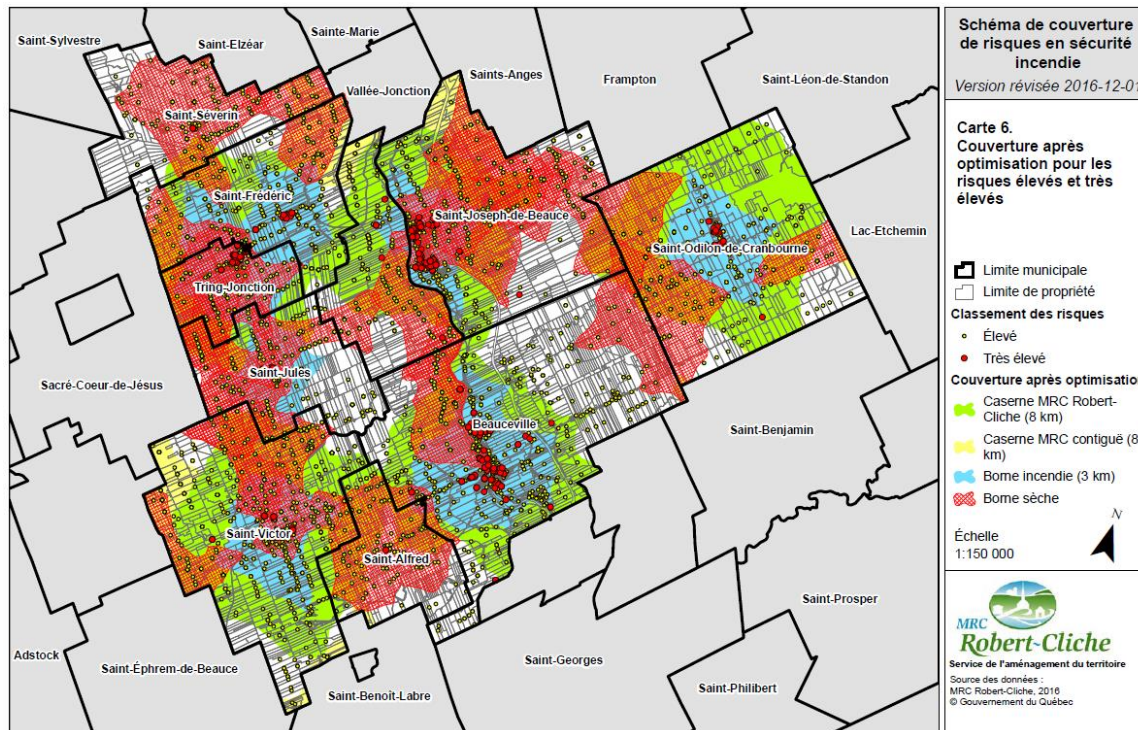 Saint-Sylvestre
Saint-Elzéar
Sainte-Marie
Saints-Anges
Frampton
Saint-Léon-de-Standon
Vallée-Jonction
Saint-Séverin
Saint-Frédéric
Saint-Joseph-de-Beauce
Saint-Odilon-de-Cranbourne
Lac-Etchemin
Tring-Jonction
Saint-Jules
Sacré-Coeur-de-Jésus
Beauceville
Saint-Benjamin
Saint-Victor
Saint-Alfred
Saint-Prosper
Adstock
Saint-Éphrem-de-Beauce
Saint-Georges
Saint-Benoît-Labre
Saint-Philibert
Schéma de couverture
de risques en sécurité
incendie
Version révisée 2016-12-01
Carte 6.
Couverture après
optimisation pour les
risques élevés et très
élevés
Limite municipale
Limite de propriété
Classement des risques
Élevé
Très élevé
Couverture après optimisation
Caserne MRC Robert-
Cliche (8 km)
Caserne MRC contiguë (8
km)
Borne incendie (3 km)
Borne sèche
N
Échelle
1:150 000
MRC
Robert-Cliche
Service de l'aménagement du territoire
Source des données :
MRC Robert-Cliche, 2016
© Gouvernement du Québec